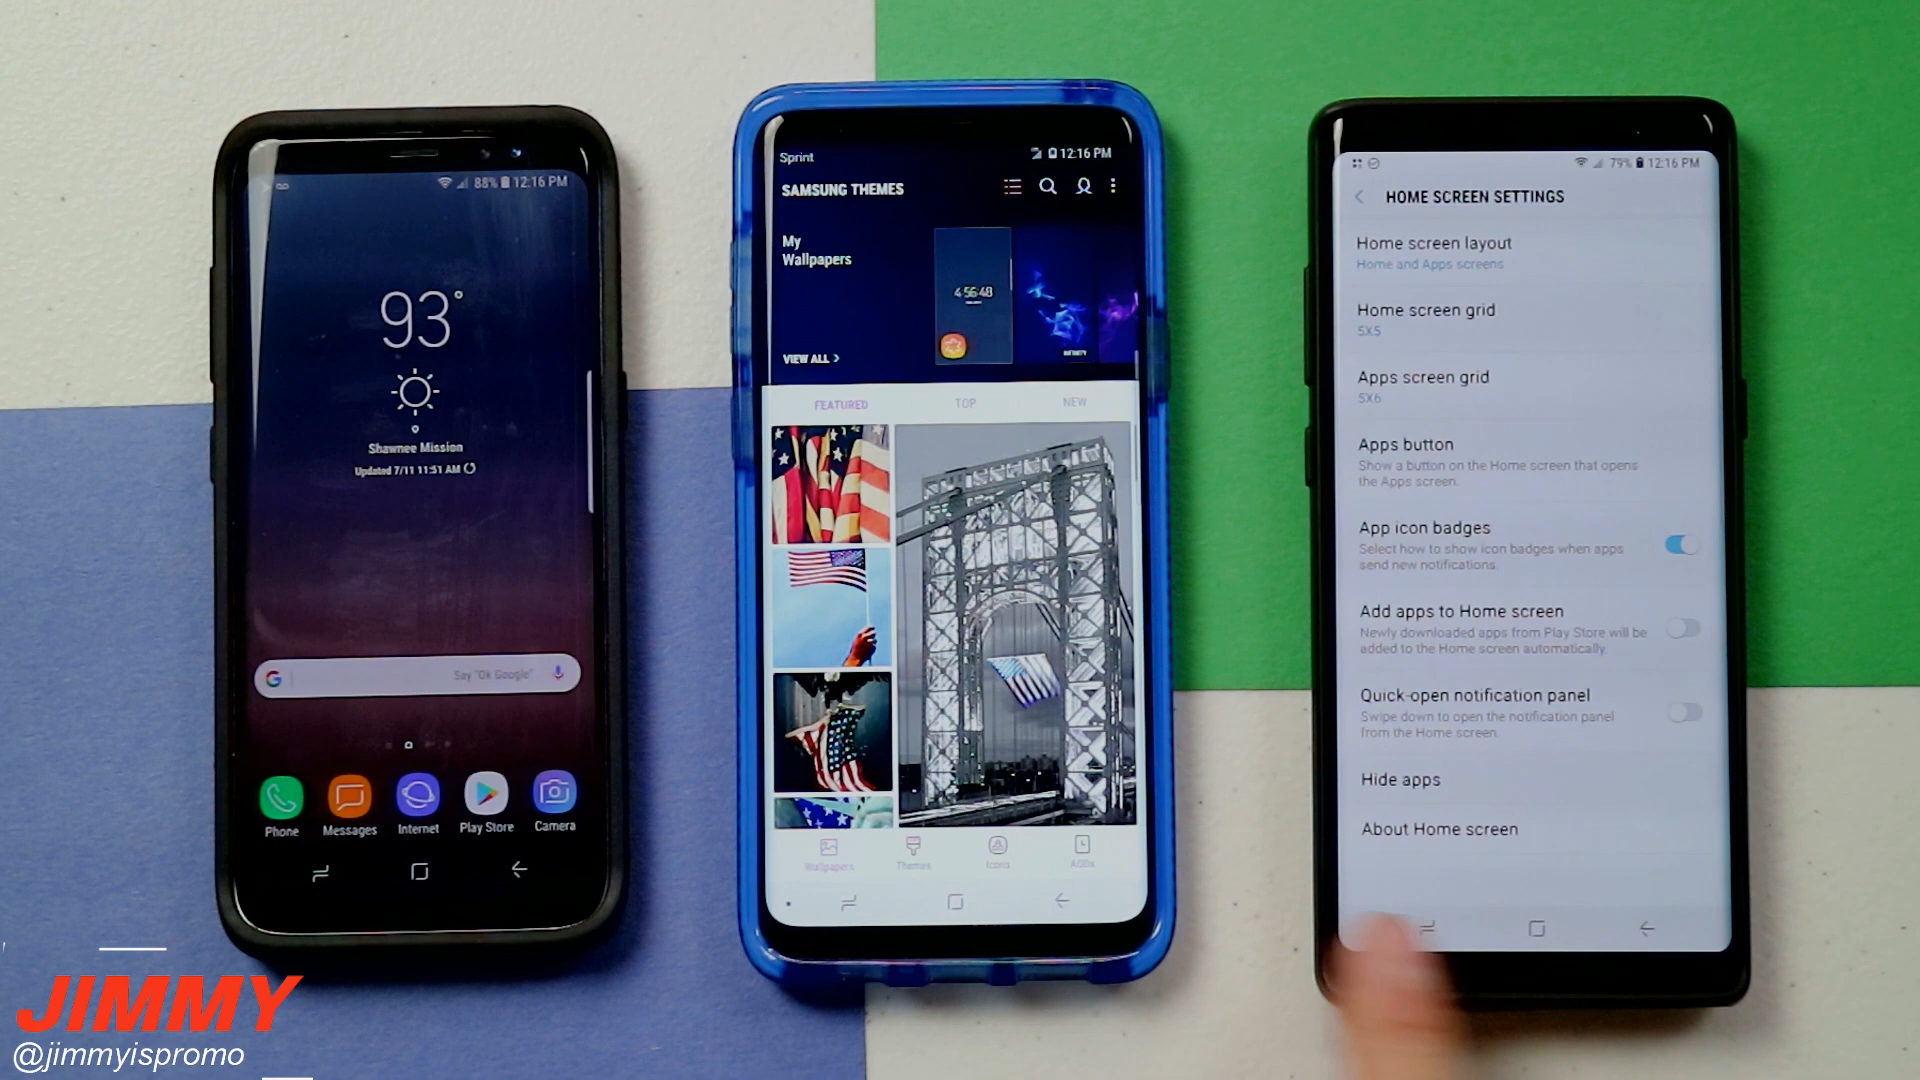 88% 12:16 PM
93°
Shawnee Mission
Updated 7/11 11:51 AM
G
Say "Ok Google"
Phone
Messages
Internet
Play Store
Camera
Sprint
12:16 PM
SAMSUNG THEMES
My
Wallpapers
4:56:48
INFINITY
VIEW ALL >
FEATURED
TOP
NEW
Wallpapers
Themes
Icons
AODs
79% 12:16 PM
HOME SCREEN SETTINGS
Home screen layout
Home and Apps screens
Home screen grid
5X5
Apps screen grid
5X6
Apps button
Show a button on the Home screen that opens
the Apps screen.
App icon badges
Select how to show icon badges when apps
send new notifications.
Add apps to Home screen
Newly downloaded apps from Play Store will be
added to the Home screen automatically.
Quick-open notification panel
Swipe down to open the notification panel
from the Home screen.
Hide apps
About Home screen
JIMMY
@jimmyispromo